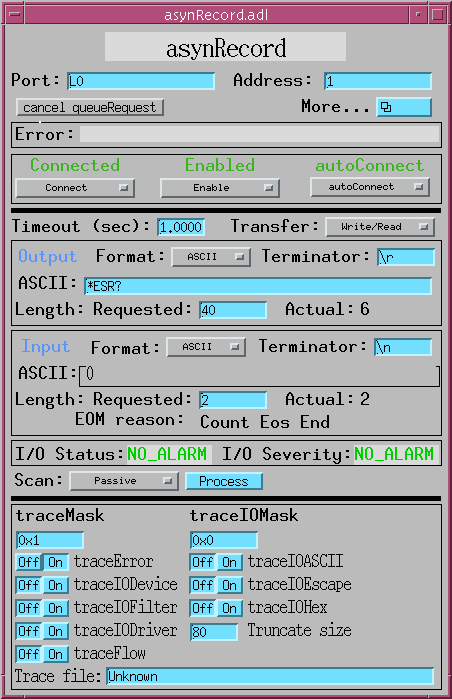 asynRecord.adl
asynRecord
Port: L0 Address: 1
cancel queueRequest More...
Error:
Connected Enabled autoConnect
Connect Enable autoConnect
Timeout (sec): 1.0000 Transfer: Write/Read
Output Format: ASCII Terminator: \r
ASCII: *ESR?
Length: Requested: 40 Actual: 6
Input Format: ASCII Terminator: \n
ASCII: 0
Length: Requested: 2 Actual: 2
EOM reason: Count Eos End
I/O Status: NO_ALARM I/O Severity: NO_ALARM
Scan: Passive Process
traceMask traceIOMask
0x1 0x0
Off On traceError Off On traceIOASCII
Off On traceIODevice Off On traceIOEscape
Off On traceIOFilter Off On traceIOHex
Off On traceIODriver 80 Truncate size
Off On traceFlow
Trace file: Unknown